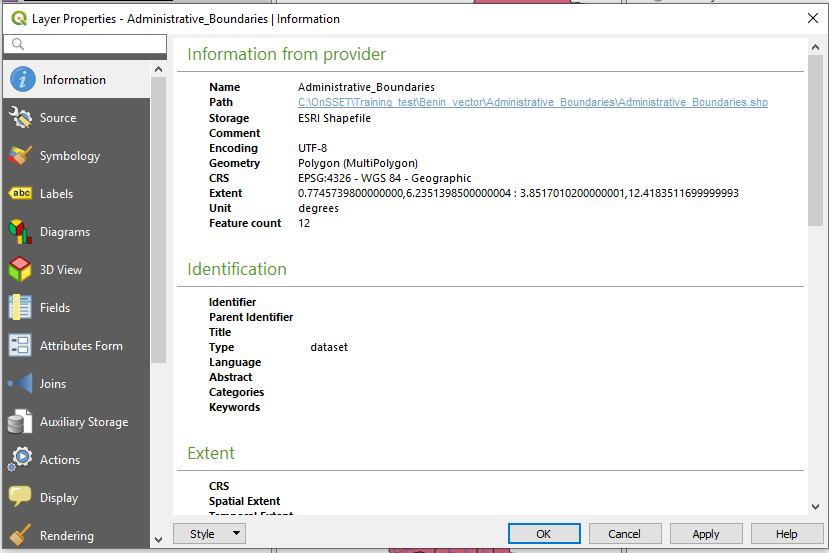 Layer Properties - Administrative_Boundaries | Information
Information
Source
Symbology
abc Labels
Diagrams
3D View
Fields
Attributes Form
Joins
Auxiliary Storage
Actions
Display
Rendering
Information from provider
Name Administrative_Boundaries
Path C:\OnSSET\Training_test\Benin_vector\Administrative_Boundaries\Administrative_Boundaries.shp
Storage ESRI Shapefile
Comment
Encoding UTF-8
Geometry Polygon (MultiPolygon)
CRS EPSG:4326 - WGS 84 - Geographic
Extent 0.7745739800000000,6.2351398500000004 : 3.8517010200000001,12.4183511699999993
Unit degrees
Feature count 12
Identification
Identifier
Parent Identifier
Title
Type dataset
Language
Abstract
Categories
Keywords
Extent
CRS
Spatial Extent
Temporal Extent
Style OK Cancel Apply Help